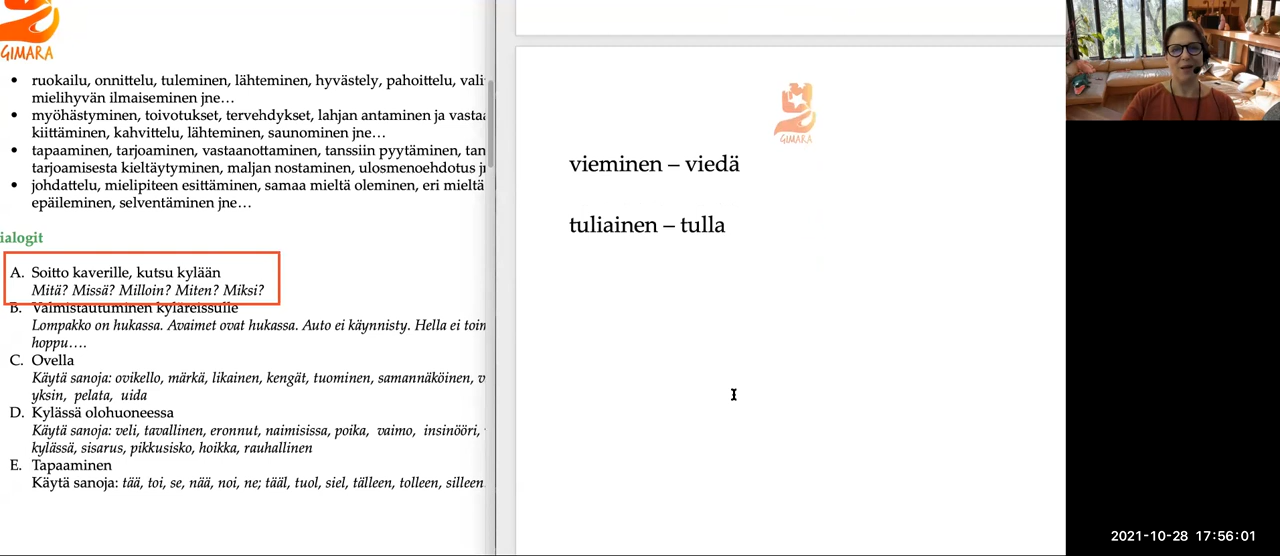 GIMARA
ruokailu, onnittelu, tuleminen, lähteminen, hyvästely, pahoittelu, vali
mielihyvän ilmaiseminen jne…
myöhästyminen, toivotukset, tervehdykset, lahjan antaminen ja vasta
kiittäminen, kahvittelu, lähteminen, saunominen jne…
tapaaminen, tarjoaminen, vastaanottaminen, tanssiin pyytäminen, tan
tarjoamisesta kieltäytyminen, maljan nostaminen, ulosmenoehdotus j
johdattelu, mielipiteen esittäminen, samaa mieltä oleminen, eri mieltä
epäileminen, selventäminen jne…
ialogit
A. Soitto kaverille, kutsu kylään
Mitä? Missä? Milloin? Miten? Miksi?
B. Valmistautuminen kyläreissulle
Lompakko on hukassa. Avaimet ovat hukassa. Auto ei käynnisty. Hella ei toim
hoppu….
C. Ovella
Käytä sanoja: ovikello, märkä, likainen, kengät, tuominen, samannäköinen, v
yksin, pelata, uida
D. Kylässä olohuoneessa
Käytä sanoja: veli, tavallinen, eronnut, naimisissa, poika, vaimo, insinööri,
kylässä, sisarus, pikkusisko, hoikka, rauhallinen
E. Tapaaminen
Käytä sanoja: tää, toi, se, nää, noi, ne; tääl, tuol, siel, tälleen, tolleen, silleen
GIMARA
vieminen – viedä
tuliainen – tulla
2021-10-28 17:56:01